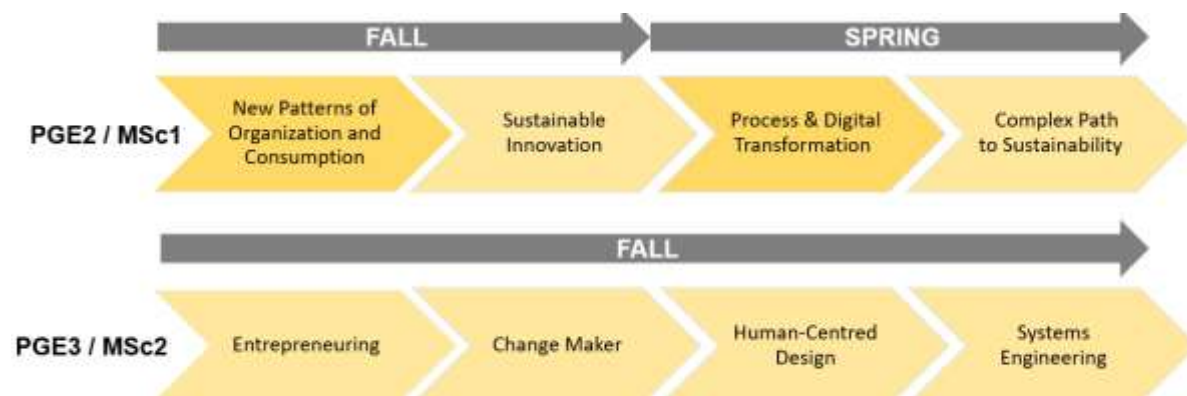 FALL
SPRING
PGE2 / MSc1
New Patterns of
Organization and
Consumption
Sustainable
Innovation
Process & Digital
Transformation
Complex Path
to Sustainability
FALL
PGE3 / MSc2
Entrepreneuring
Change Maker
Human-Centred
Design
Systems
Engineering